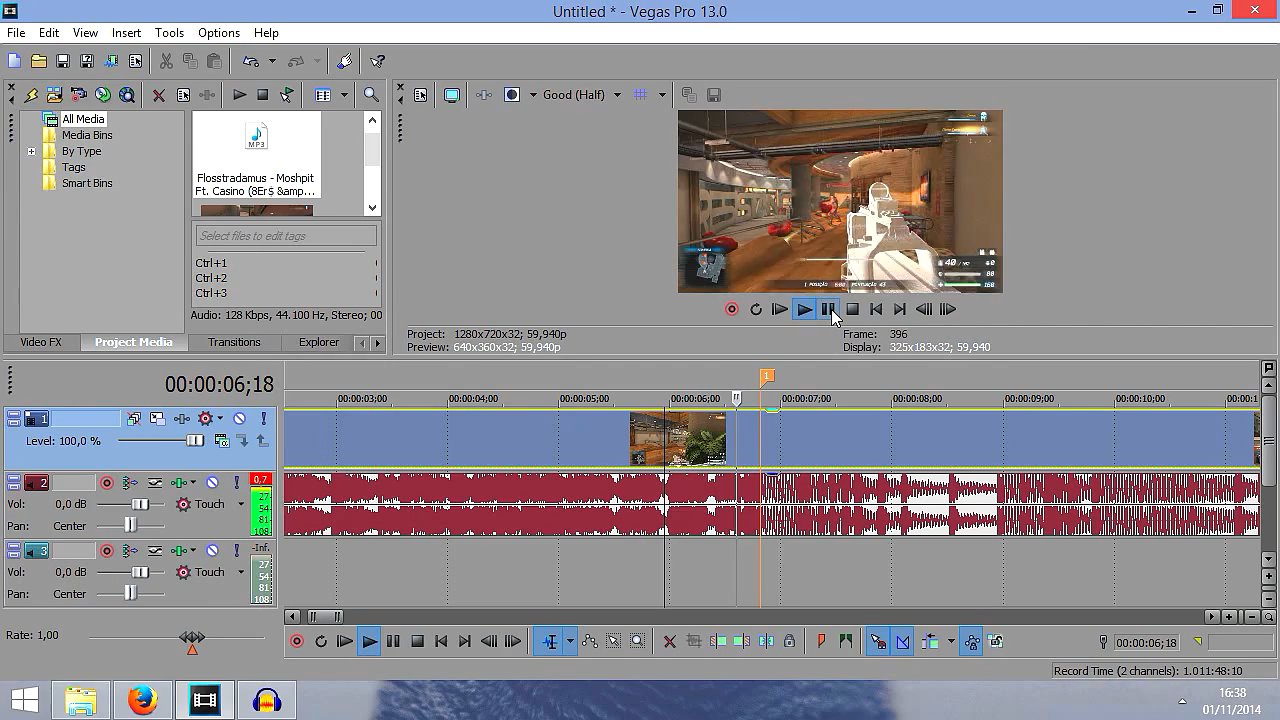 Untitled * - Vegas Pro 13.0
File Edit View Insert Tools Options Help
Good (Half)
All Media
Media Bins
By Type
Tags
Smart Bins
MP3
Flosstradamus - Moshpit
Ft. Casino (8Er$ &amp...
Select files to edit tags
Ctrl+1
Ctrl+2
Ctrl+3
Audio: 128 Kbps, 44.100 Hz, Stereo; 00
Video FX Project Media Transitions Explorer
Project: 1280x720x32; 59,940p
Preview: 640x360x32; 59,940p
Frame: 396
Display: 325x183x32; 59,940
00:00:06;18
1
00:00:03;00 00:00:04;00 00:00:05;00 00:00:06;00 00:00:07;00 00:00:08;00 00:00:09;00 00:00:10;00 00:00:1
1
Level: 100,0 %
2
0,7
Vol: 0,0 dB Touch
Pan: Center
27
54
81
108
3
-Inf.
Vol: 0,0 dB Touch
Pan: Center
27
54
81
108
Rate: 1,00
00:00:06;18
Record Time (2 channels): 1.011:48:10
16:38
01/11/2014